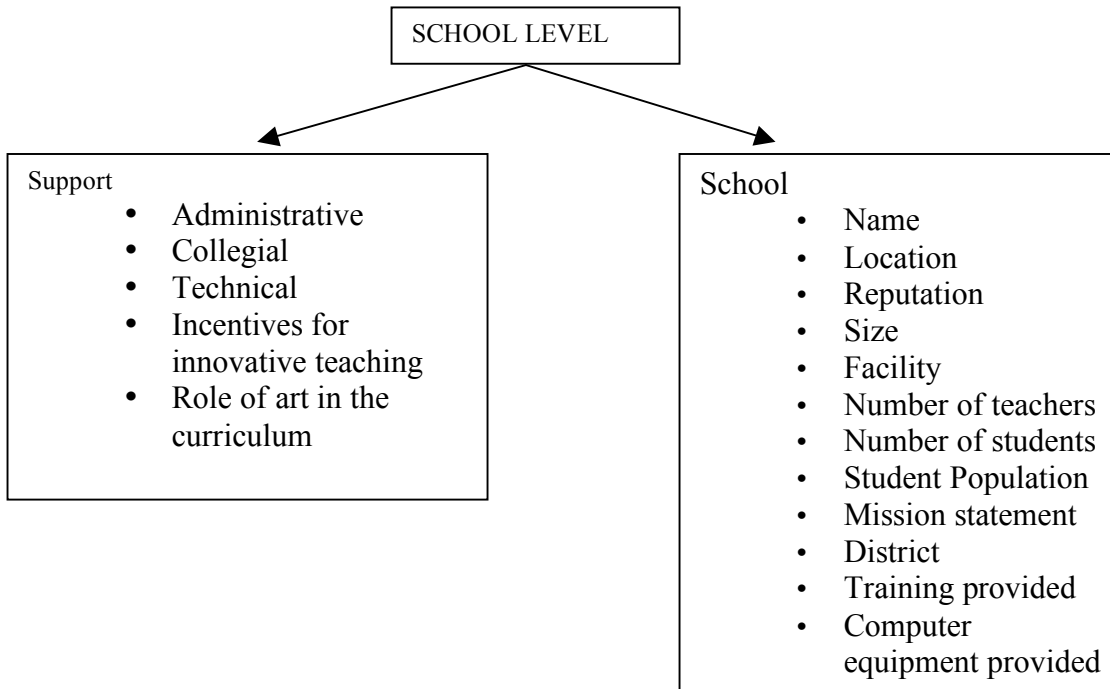 SCHOOL LEVEL
Support
• Administrative
• Collegial
• Technical
• Incentives for
innovative teaching
• Role of art in the
curriculum
School
• Name
• Location
• Reputation
• Size
• Facility
• Number of teachers
• Number of students
• Student Population
• Mission statement
• District
• Training provided
• Computer
equipment provided